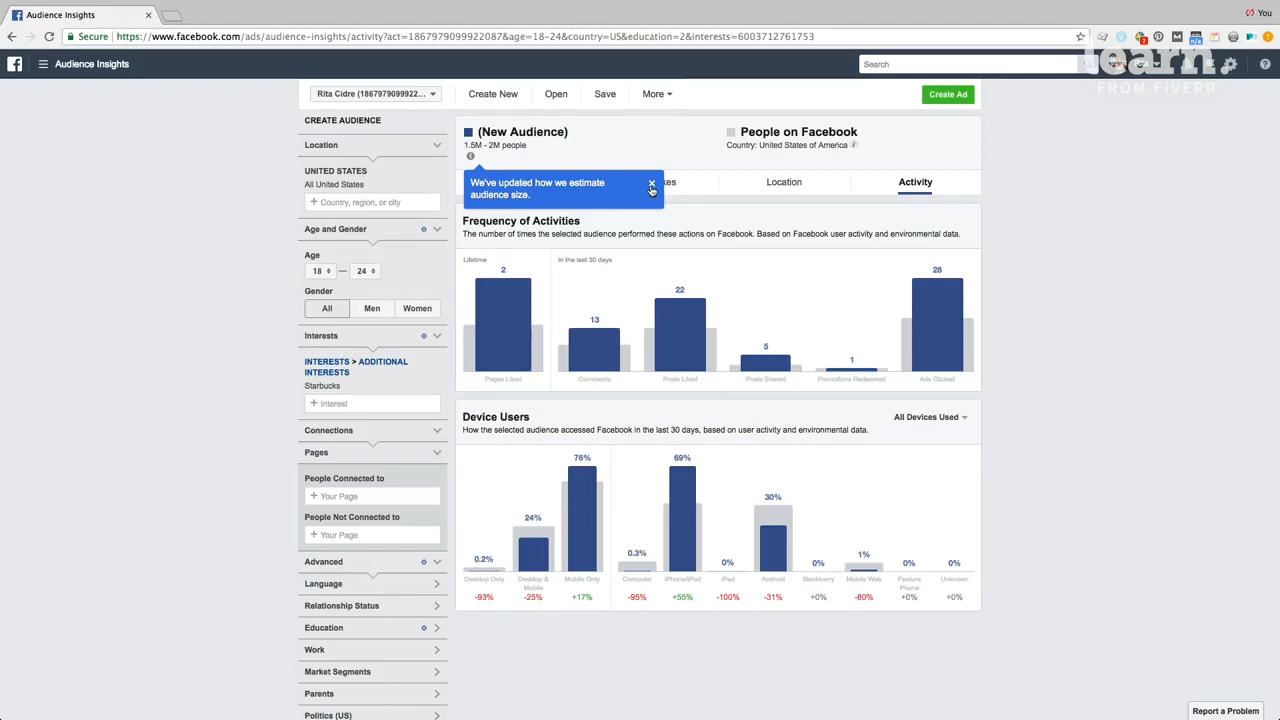 Audience Insights
You
Secure
https://www.facebook.com/ads/audience-insights/activity?act=1867979099922087&age=18-24&country=US&education=2&interests=6003712761753
Audience Insights
Search
learn.
FROM FIVERR
Rita Cidre (1867979099922...
Create New
Open
Save
More
Create Ad
CREATE AUDIENCE
Location
UNITED STATES
All United States
+ Country, region, or city
Age and Gender
Age
18 — 24
Gender
All
Men
Women
Interests
INTERESTS > ADDITIONAL
INTERESTS
Starbucks
+ Interest
Connections
Pages
People Connected to
+ Your Page
People Not Connected to
+ Your Page
Advanced
Language
Relationship Status
Education
Work
Market Segments
Parents
Politics (US)
(New Audience)
1.5M - 2M people
People on Facebook
Country: United States of America
We've updated how we estimate
audience size.
Location
Activity
Frequency of Activities
The number of times the selected audience performed these actions on Facebook. Based on Facebook user activity and environmental data.
Lifetime
In the last 30 days
2
13
22
5
1
28
Pages Liked
Comments
Posts Liked
Posts Shared
Promotions Redeemed
Ads Clicked
Device Users
All Devices Used
How the selected audience accessed Facebook in the last 30 days, based on user activity and environmental data.
0.2%
24%
76%
0.3%
69%
0%
30%
0%
1%
0%
0%
Desktop Only
Desktop &
Mobile
Mobile Only
Computer
iPhone/iPod
iPad
Android
Blackberry
Mobile Web
Feature
Phone
Unknown
-93%
-25%
+17%
-95%
+55%
-100%
-31%
+0%
-80%
+0%
+0%
Report a Problem